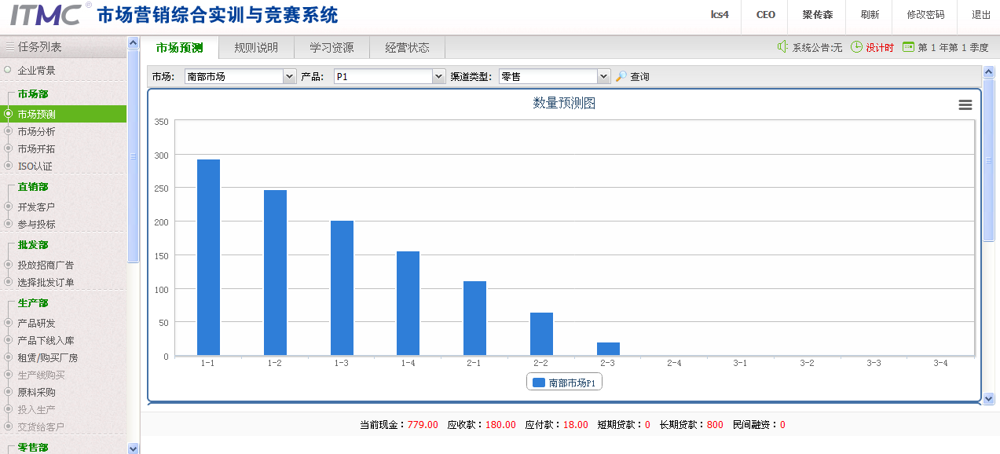 ITMC® 市场营销综合实训与竞赛系统
lcs4 CEO 梁传森 刷新 修改密码 退出
任务列表
企业背景
市场部
市场预测
市场分析
市场开拓
ISO认证
直销部
开发客户
参与投标
批发部
投放招商广告
选择批发订单
生产部
产品研发
产品下线入库
租赁/购买厂房
生产线购买
原料采购
投入生产
交货给客户
零售部
市场预测 规则说明 学习资源 经营状态
系统公告:无 设计时 第 1 年第 1 季度
市场: 南部市场 产品: P1 渠道类型: 零售 查询
数量预测图
350
300
250
200
150
100
50
0
1-1 1-2 1-3 1-4 2-1 2-2 2-3 2-4 3-1 3-2 3-3 3-4
南部市场P1
当前现金：779.00 应收款：180.00 应付款：18.00 短期贷款：0 长期贷款：800 民间融资：0